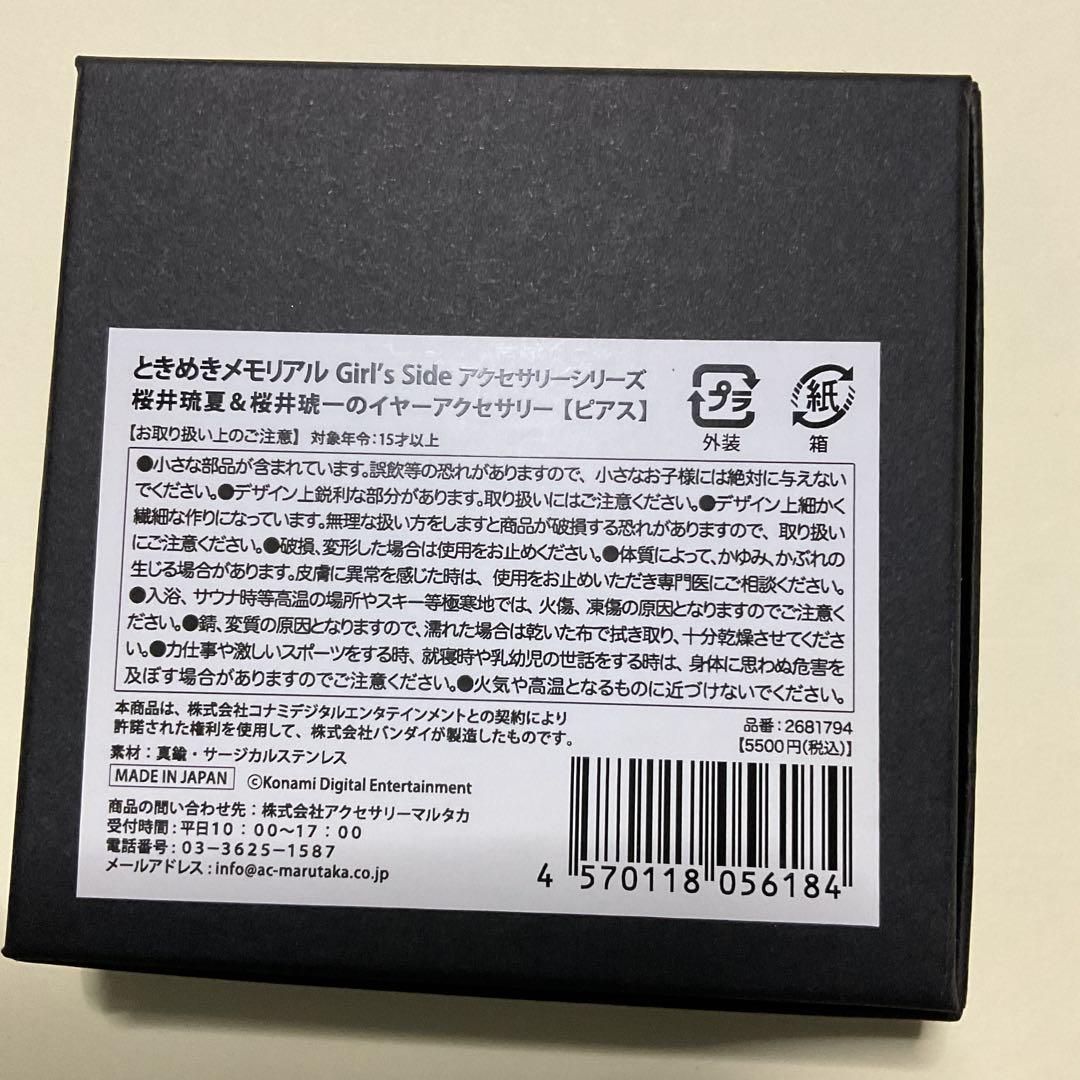 ときめきメモリアル Girl's Side アクセサリーシリーズ
桜井琉夏＆桜井琥一のイヤーアクセサリー【ピアス】
プラ
外装
紙
箱
【お取り扱い上のご注意】 対象年令：15才以上
●小さな部品が含まれています。誤飲等の恐れがありますので、小さなお子様には絶対に与えない
でください。●デザイン上鋭利な部分があります。取り扱いにはご注意ください。●デザイン上細かく
繊細な作りになっています。無理な扱い方をしますと商品が破損する恐れがありますので、取り扱い
にご注意ください。●破損、変形した場合は使用をお止めください。●体質によって、かゆみ、かぶれの
生じる場合があります。皮膚に異常を感じた時は、使用をお止めいただき専門医にご相談ください。
●入浴、サウナ時等高温の場所やスキー等極寒地では、火傷、凍傷の原因となりますのでご注意く
ださい。●錆、変質の原因となりますので、濡れた場合は乾いた布で拭き取り、十分乾燥させてくださ
い。●力仕事や激しいスポーツをする時、就寝時や乳幼児の世話をする時は、身体に思わぬ危害を
及ぼす場合がありますのでご注意ください。●火気や高温となるものに近づけないでください。
本商品は、株式会社コナミデジタルエンタテインメントとの契約により
許諾された権利を使用して、株式会社バンダイが製造したものです。
品番：2681794
【5500円(税込)】
素材：真鍮・サージカルステンレス
MADE IN JAPAN ©Konami Digital Entertainment
商品の問い合わせ先：株式会社アクセサリーマルタカ
受付時間：平日10：00〜17：00
電話番号：03-3625-1587
メールアドレス：info@ac-marutaka.co.jp
4 570118 056184